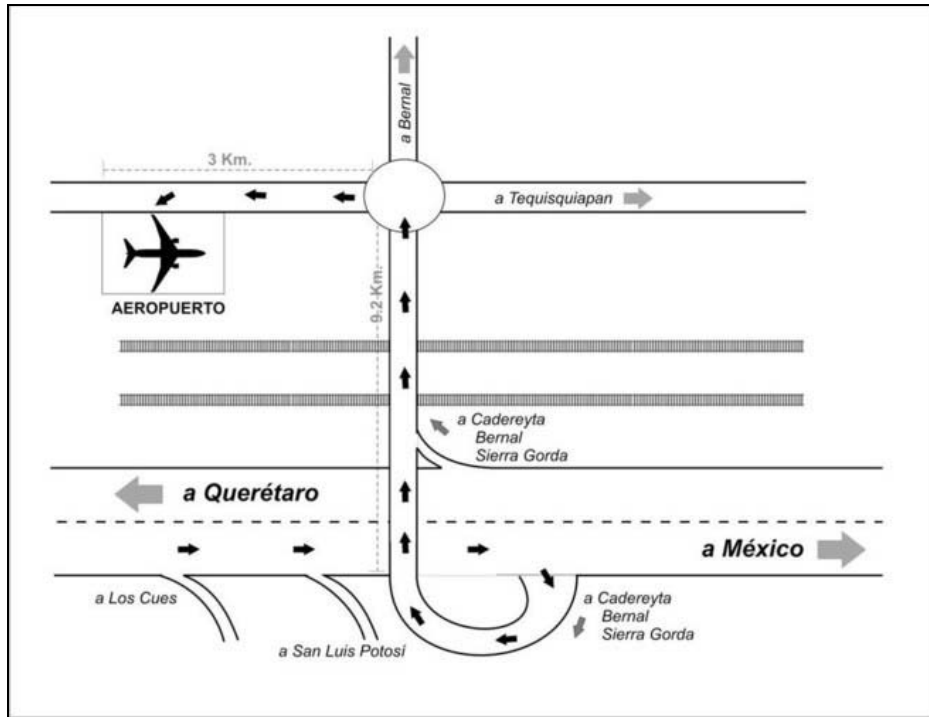 a Bernal
3 Km.
a Tequisquiapan
AEROPUERTO
9.2 Km.
a Cadereyta
Bernal
Sierra Gorda
a Querétaro
a México
a Los Cues
a San Luis Potosí
a Cadereyta
Bernal
Sierra Gorda